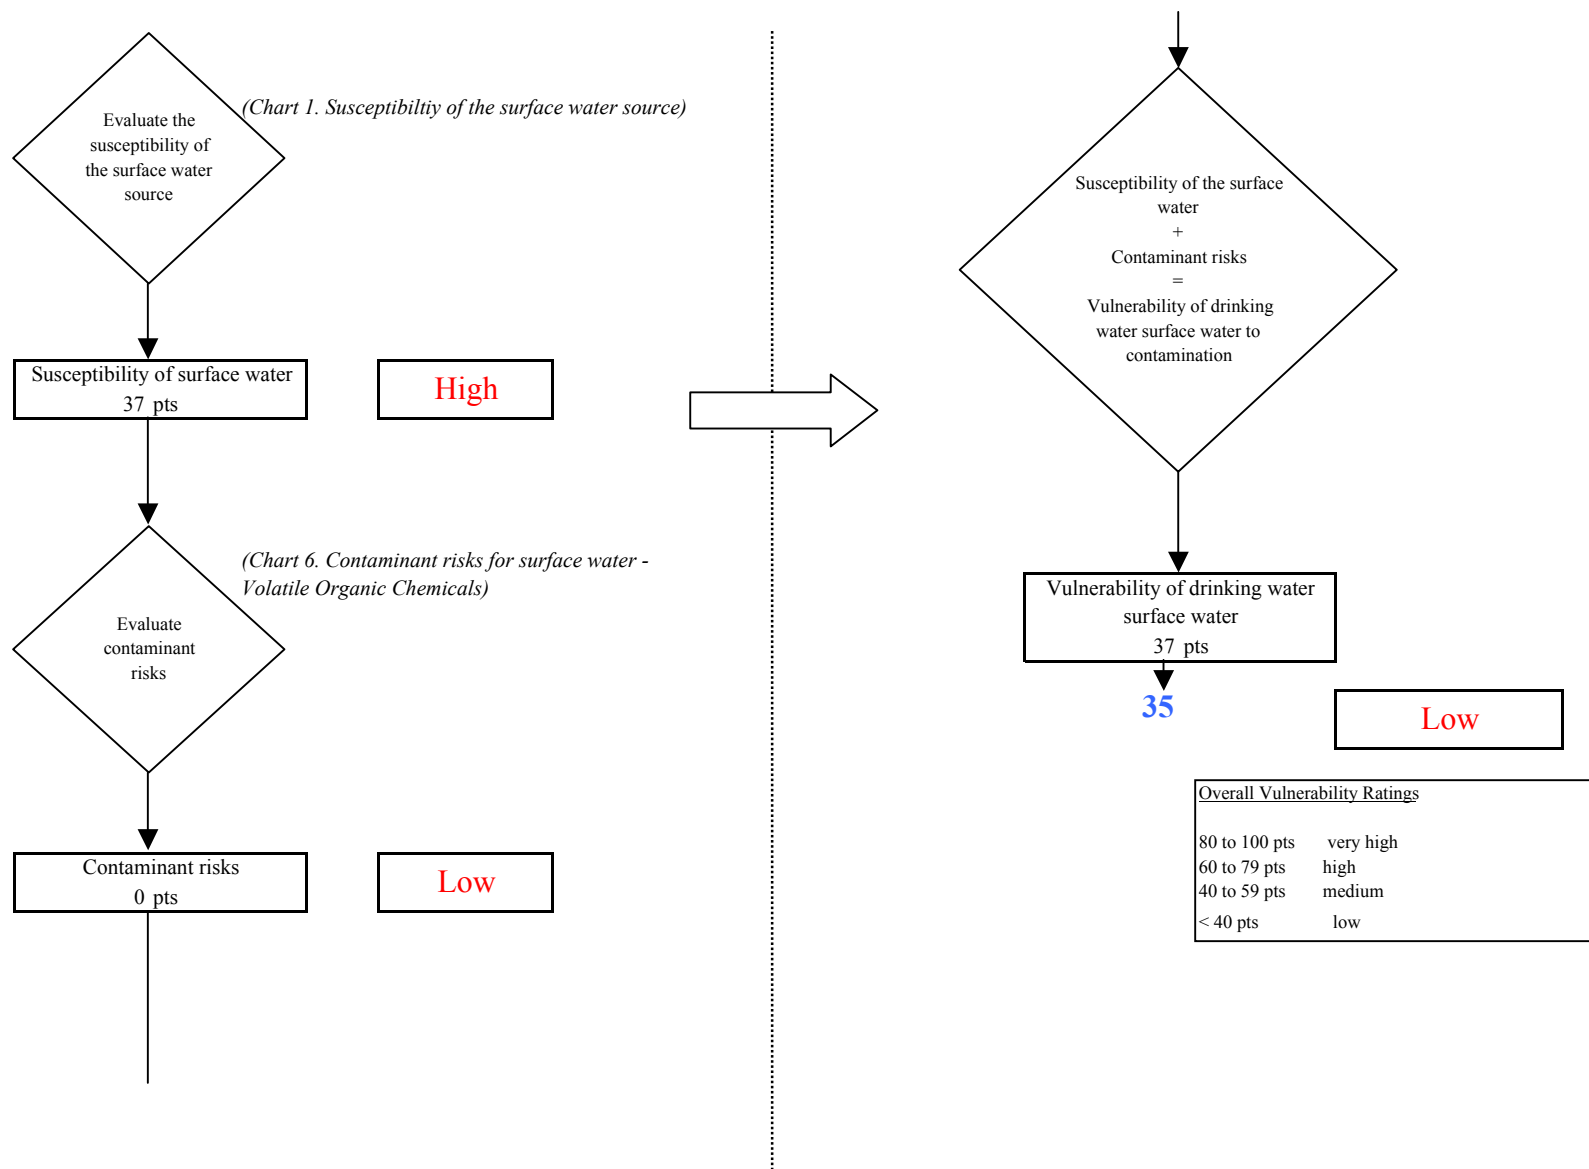 Evaluate the
susceptibility of
the surface water
source
(Chart 1. Susceptibiltiy of the surface water source)
Susceptibility of surface water
37 pts
High
(Chart 6. Contaminant risks for surface water -
Volatile Organic Chemicals)
Evaluate
contaminant
risks
Contaminant risks
0 pts
Low
Susceptibility of the surface
water
+
Contaminant risks
=
Vulnerability of drinking
water surface water to
contamination
Vulnerability of drinking water
surface water
37 pts
35
Low
Overall Vulnerability Ratings
80 to 100 pts very high
60 to 79 pts high
40 to 59 pts medium
< 40 pts low